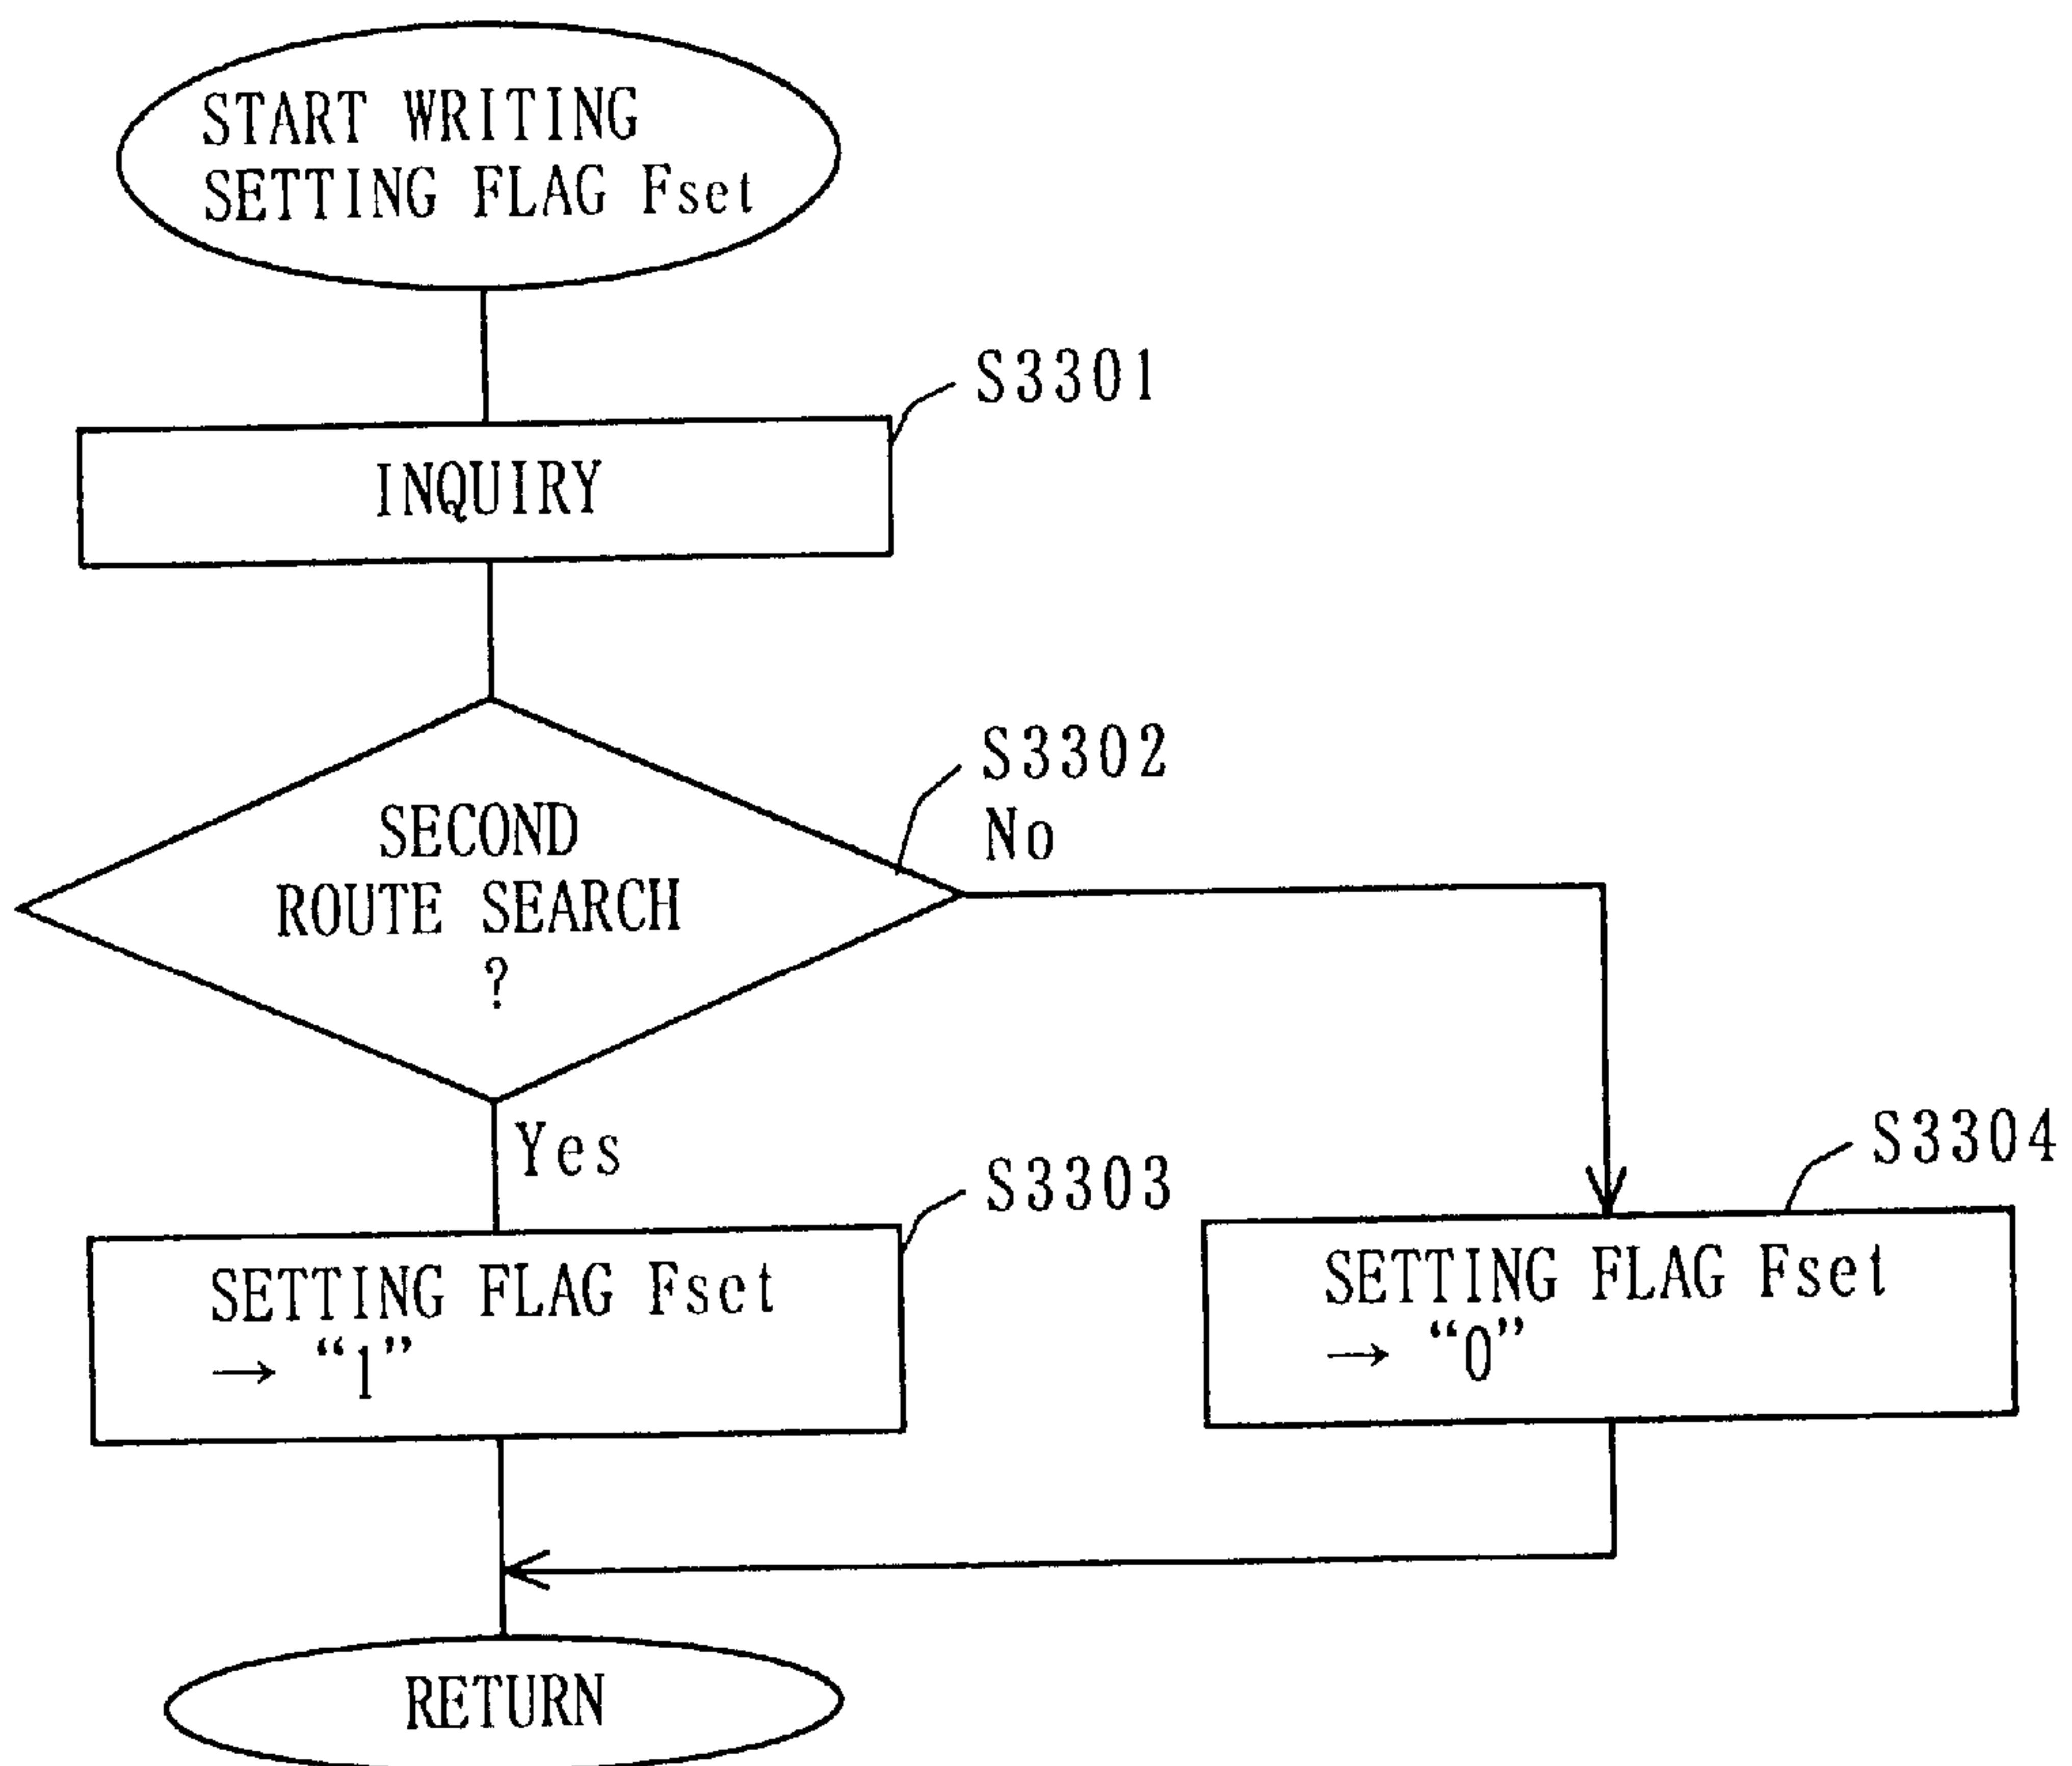 START WRITING
SETTING FLAG Fset
S3301
INQUIRY
S3302
No
SECOND
ROUTE SEARCH
?
Yes
S3303
S3304
SETTING FLAG Fset
→ “1”
SETTING FLAG Fset
→ “0”
RETURN